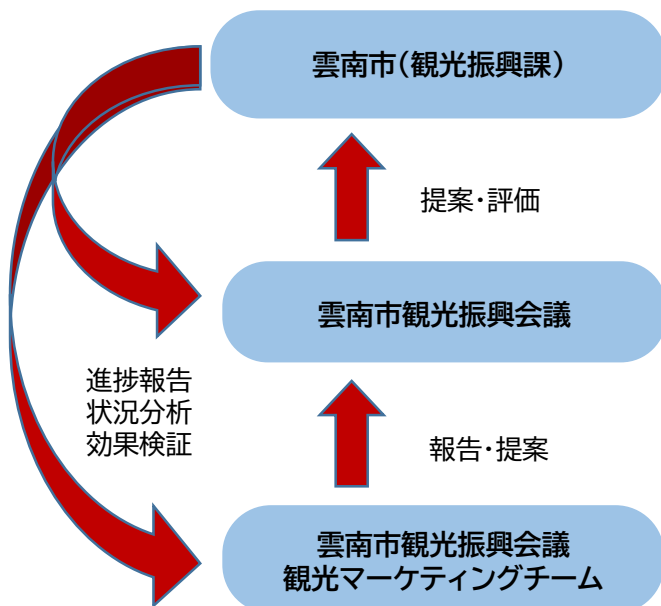 雲南市（観光振興課）
提案・評価
雲南市観光振興会議
進捗報告
状況分析
効果検証
報告・提案
雲南市観光振興会議
観光マーケティングチーム